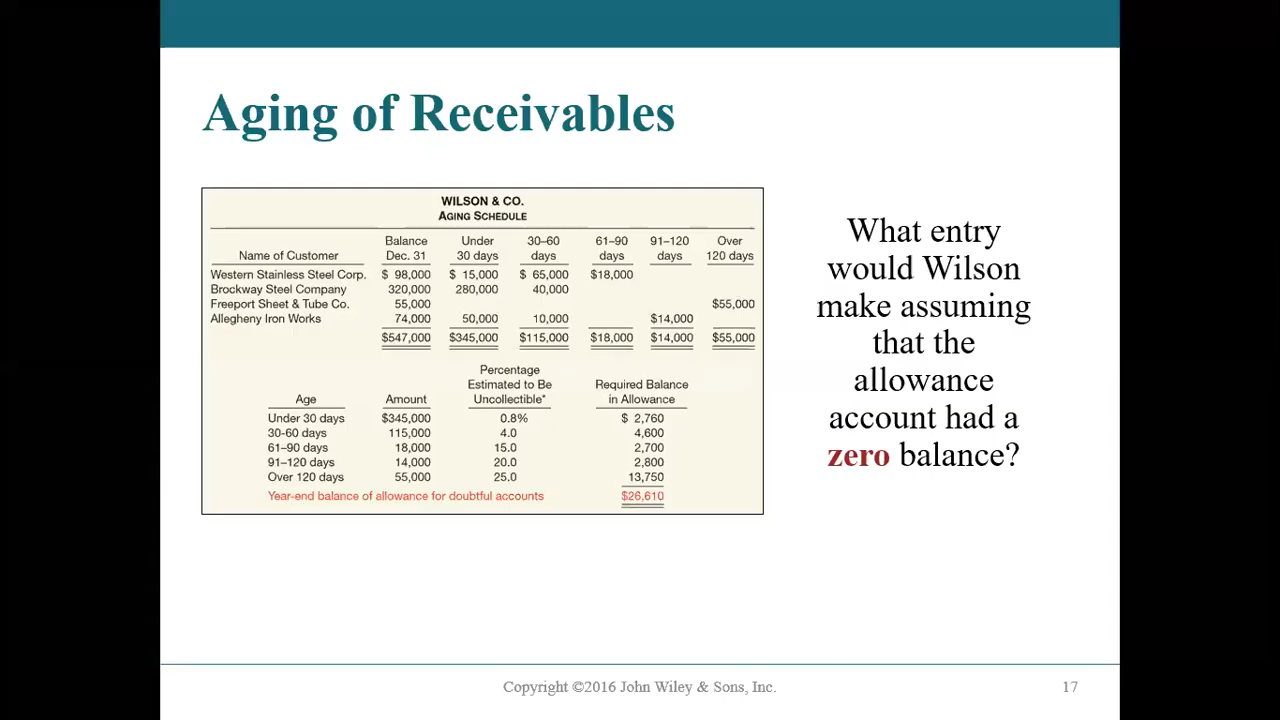 Aging of Receivables
WILSON & CO.
AGING SCHEDULE
Balance Under 30–60 61–90 91–120 Over
Name of Customer Dec. 31 30 days days days days 120 days
Western Stainless Steel Corp. $ 98,000 $ 15,000 $ 65,000 $18,000
Brockway Steel Company 320,000 280,000 40,000
Freeport Sheet & Tube Co. 55,000 $55,000
Allegheny Iron Works 74,000 50,000 10,000 $14,000
$547,000 $345,000 $115,000 $18,000 $14,000 $55,000
Percentage
Estimated to Be Required Balance
Age Amount Uncollectible* in Allowance
Under 30 days $345,000 0.8% $ 2,760
30-60 days 115,000 4.0 4,600
61–90 days 18,000 15.0 2,700
91–120 days 14,000 20.0 2,800
Over 120 days 55,000 25.0 13,750
Year-end balance of allowance for doubtful accounts $26,610
What entry
would Wilson
make assuming
that the
allowance
account had a
zero balance?
Copyright ©2016 John Wiley & Sons, Inc. 17